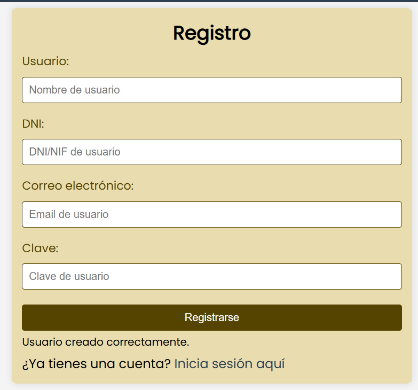 Registro
Usuario:
Nombre de usuario
DNI:
DNI/NIF de usuario
Correo electrónico:
Email de usuario
Clave:
Clave de usuario
Registrarse
Usuario creado correctamente.
¿Ya tienes una cuenta? Inicia sesión aquí